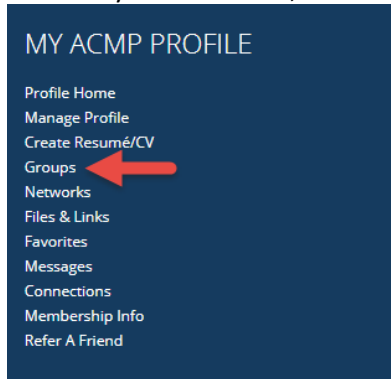 MY ACMP PROFILE
Profile Home
Manage Profile
Create Resumé/CV
Groups
Networks
Files & Links
Favorites
Messages
Connections
Membership Info
Refer A Friend